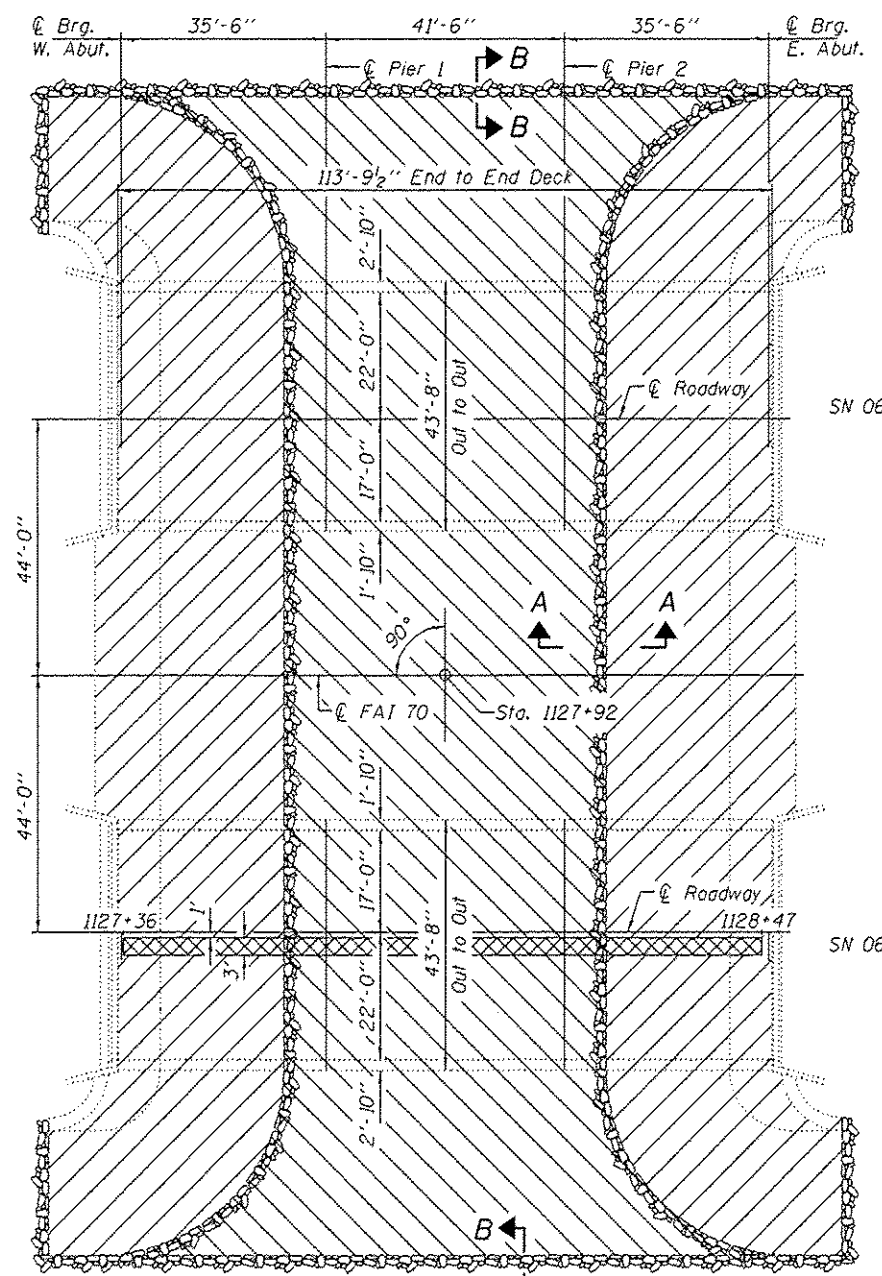 ℄ Brg.
W. Abut.
35'-6"
41'-6"
35'-6"
℄ Brg.
E. Abut.
℄ Pier 1
B
℄ Pier 2
B
113'-9½" End to End Deck
2'-10"
22'-0"
43'-8"
Out to Out
℄ Roadway
SN 06
17'-0"
44'-0"
1'-10"
A
A
90°
℄ FAI 70
Sta. 1127+92
44'-0"
1'-10"
17'-0"
43'-8"
Out to Out
℄ Roadway
1127+36
1'
1128+47
SN 06
3'
22'-0"
2'-10"
B